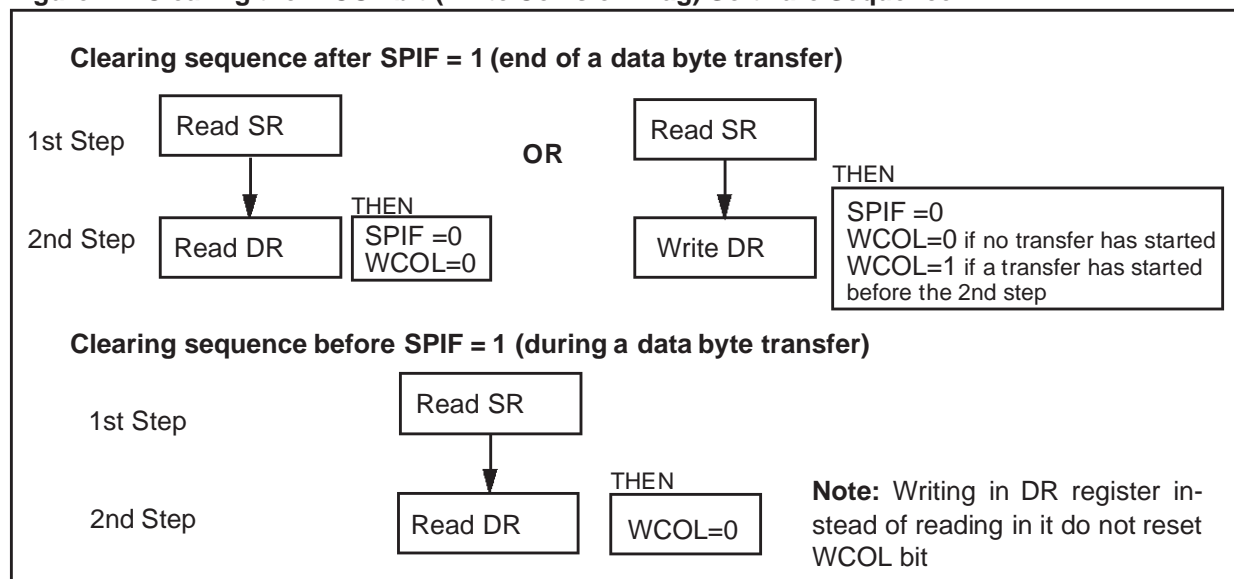 Clearing sequence after SPIF = 1 (end of a data byte transfer)
1st Step
Read SR
OR
Read SR
2nd Step
Read DR
THEN
SPIF =0
WCOL=0
Write DR
THEN
SPIF =0
WCOL=0 if no transfer has started
WCOL=1 if a transfer has started
before the 2nd step
Clearing sequence before SPIF = 1 (during a data byte transfer)
1st Step
Read SR
2nd Step
Read DR
THEN
WCOL=0
Note: Writing in DR register in-
stead of reading in it do not reset
WCOL bit